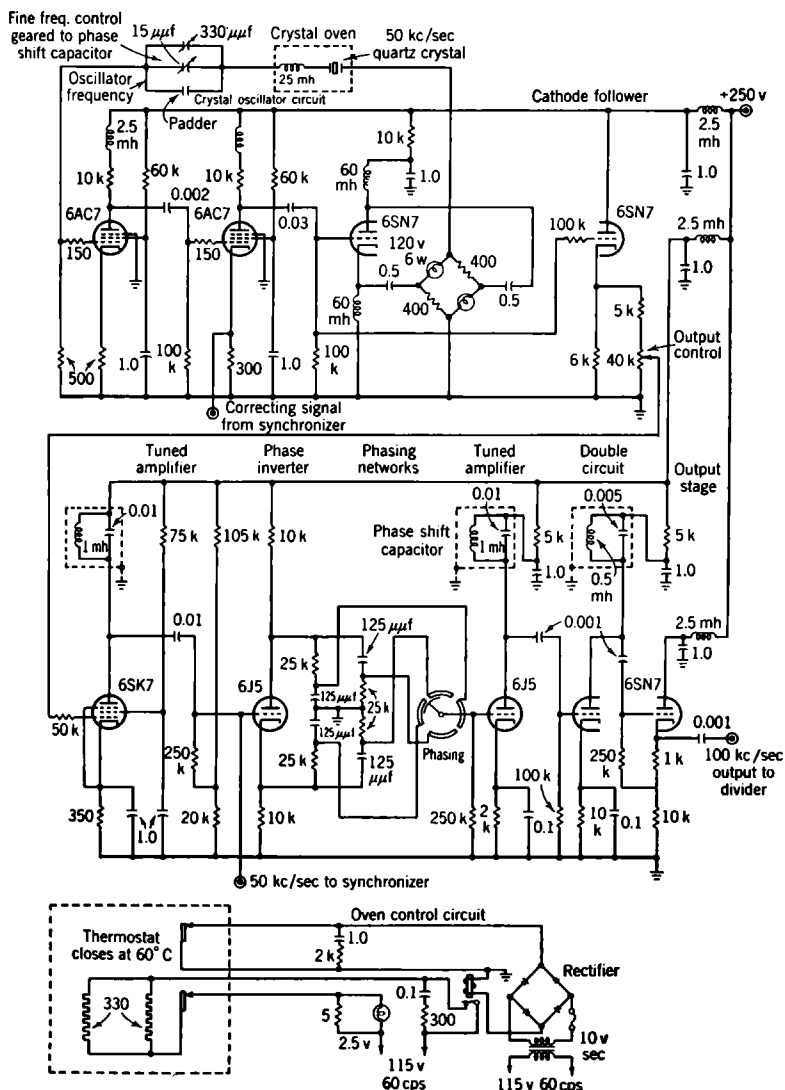 Fine freq. control
geared to phase
shift capacitor
15 μμf
330 μμf
Crystal oven
50 kc/sec
quartz crystal
25 mh
Oscillator
frequency
Crystal oscillator circuit
Padder
Cathode follower
+250 v
2.5
mh
10 k
60 k
0.002
6AC7
150
10 k
60 k
6AC7
150
0.03
60
mh
10 k
1.0
6SN7
120 v
6 w
400
0.5
400
0.5
60
mh
100 k
6SN7
2.5
mh
1.0
2.5 mh
1.0
5 k
Output
control
6 k
40 k
500
1.0
100
k
300
1.0
100
k
Correcting signal
from synchronizer
Tuned
amplifier
Phase
inverter
Phasing
networks
Tuned
amplifier
Double
circuit
Output
stage
0.01
1 mh
75 k
105 k
10 k
Phase shift
capacitor
0.01
1 mh
5 k
1.0
0.005
0.5
mh
5 k
1.0
0.01
125 μμf
0.001
2.5 mh
1.0
6SK7
50 k
6J5
25 k
125 μμf
125 μμf
25 k
25 k
125
μμf
Phasing
6J5
6SN7
0.001
100 kc/sec
output to
divider
250
k
350
1.0
20 k
10 k
250 k
2
k
0.1
100
k
10
k
0.1
250
k
1 k
10 k
50 kc/sec to synchronizer
Oven control circuit
Thermostat
closes at 60° C
330
1.0
2 k
Rectifier
0.1
300
5
2.5 v
10 v
sec
115 v
60 cps
115 v 60 cps